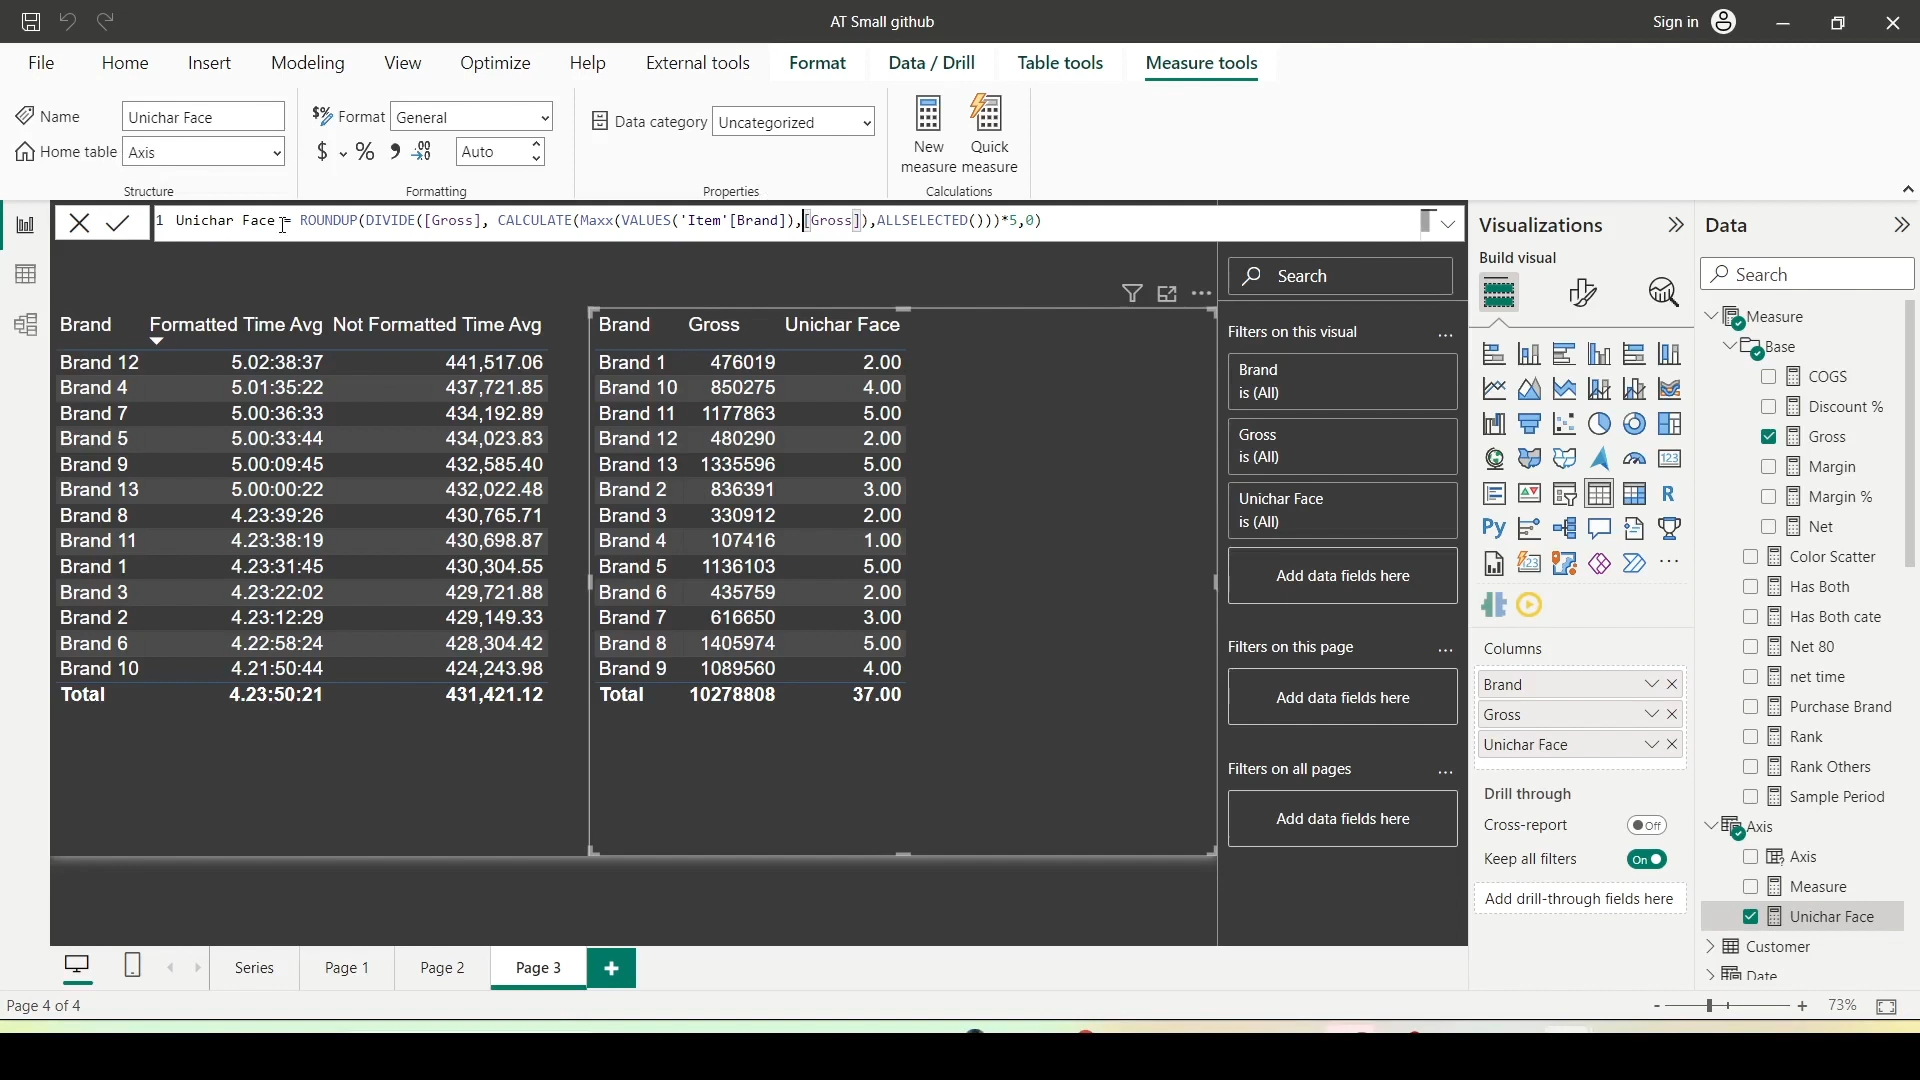 AT Small github
Sign in
File Home Insert Modeling View Optimize Help External tools Format Data / Drill Table tools Measure tools
Name Unichar Face
Home table Axis
Structure
$% Format General
$ % , .00 Auto
Formatting
Data category Uncategorized
Properties
New measure
Quick measure
Calculations
1 Unichar Face = ROUNDUP(DIVIDE([Gross], CALCULATE(Maxx(VALUES('Item'[Brand]),[Gross]),ALLSELECTED()))*5,0)
Brand Formatted Time Avg Not Formatted Time Avg
Brand 12 5.02:38:37 441,517.06
Brand 4 5.01:35:22 437,721.85
Brand 7 5.00:36:33 434,192.89
Brand 5 5.00:33:44 434,023.83
Brand 9 5.00:09:45 432,585.40
Brand 13 5.00:00:22 432,022.48
Brand 8 4.23:39:26 430,765.71
Brand 11 4.23:38:19 430,698.87
Brand 1 4.23:31:45 430,304.55
Brand 3 4.23:22:02 429,721.88
Brand 2 4.23:12:29 429,149.33
Brand 6 4.22:58:24 428,304.42
Brand 10 4.21:50:44 424,243.98
Total 4.23:50:21 431,421.12
Brand Gross Unichar Face
Brand 1 476019 2.00
Brand 10 850275 4.00
Brand 11 1177863 5.00
Brand 12 480290 2.00
Brand 13 1335596 5.00
Brand 2 836391 3.00
Brand 3 330912 2.00
Brand 4 107416 1.00
Brand 5 1136103 5.00
Brand 6 435759 2.00
Brand 7 616650 3.00
Brand 8 1405974 5.00
Brand 9 1089560 4.00
Total 10278808 37.00
Search
Filters on this visual ...
Brand
is (All)
Gross
is (All)
Unichar Face
is (All)
Add data fields here
Filters on this page ...
Add data fields here
Filters on all pages ...
Add data fields here
Visualizations
Build visual
123
R
Py
123
Columns
Brand
Gross
Unichar Face
Drill through
Cross-report Off
Keep all filters On
Add drill-through fields here
Data
Search
Measure
Base
COGS
Discount %
Gross
Margin
Margin %
Net
Color Scatter
Has Both
Has Both cate
Net 80
net time
Purchase Brand
Rank
Rank Others
Sample Period
Axis
Axis
Measure
Unichar Face
Customer
Date
Series Page 1 Page 2 Page 3 +
Page 4 of 4
- + 73%